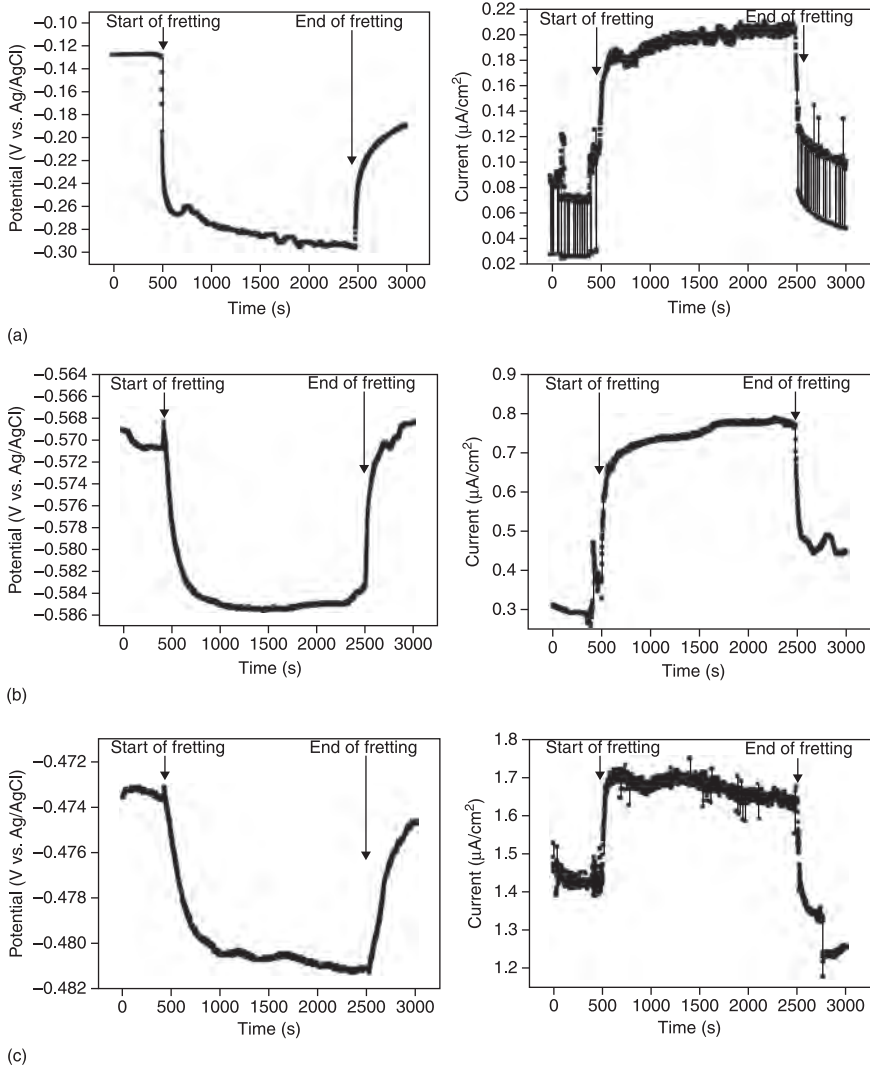 −0.10
−0.12
−0.14
−0.16
−0.18
−0.20
−0.22
−0.24
−0.26
−0.28
−0.30
Potential (V vs. Ag/AgCl)
Start of fretting
End of fretting
0 500 1000 1500 2000 2500 3000
Time (s)
0.22
0.20
0.18
0.16
0.14
0.12
0.10
0.08
0.06
0.04
0.02
Current (μA/cm²)
Start of fretting
End of fretting
0 500 1000 1500 2000 2500 3000
Time (s)
(a)
−0.564
−0.566
−0.568
−0.570
−0.572
−0.574
−0.576
−0.578
−0.580
−0.582
−0.584
−0.586
Potential (V vs. Ag/AgCl)
Start of fretting
End of fretting
0 500 1000 1500 2000 2500 3000
Time (s)
0.9
0.8
0.7
0.6
0.5
0.4
0.3
Current (μA/cm²)
Start of fretting
End of fretting
0 500 1000 1500 2000 2500 3000
Time (s)
(b)
−0.472
−0.474
−0.476
−0.478
−0.480
−0.482
Potential (V vs. Ag/AgCl)
Start of fretting
End of fretting
0 500 1000 1500 2000 2500 3000
Time (s)
1.8
1.7
1.6
1.5
1.4
1.3
1.2
Current (μA/cm²)
Start of fretting
End of fretting
0 500 1000 1500 2000 2500 3000
Time (s)
(c)